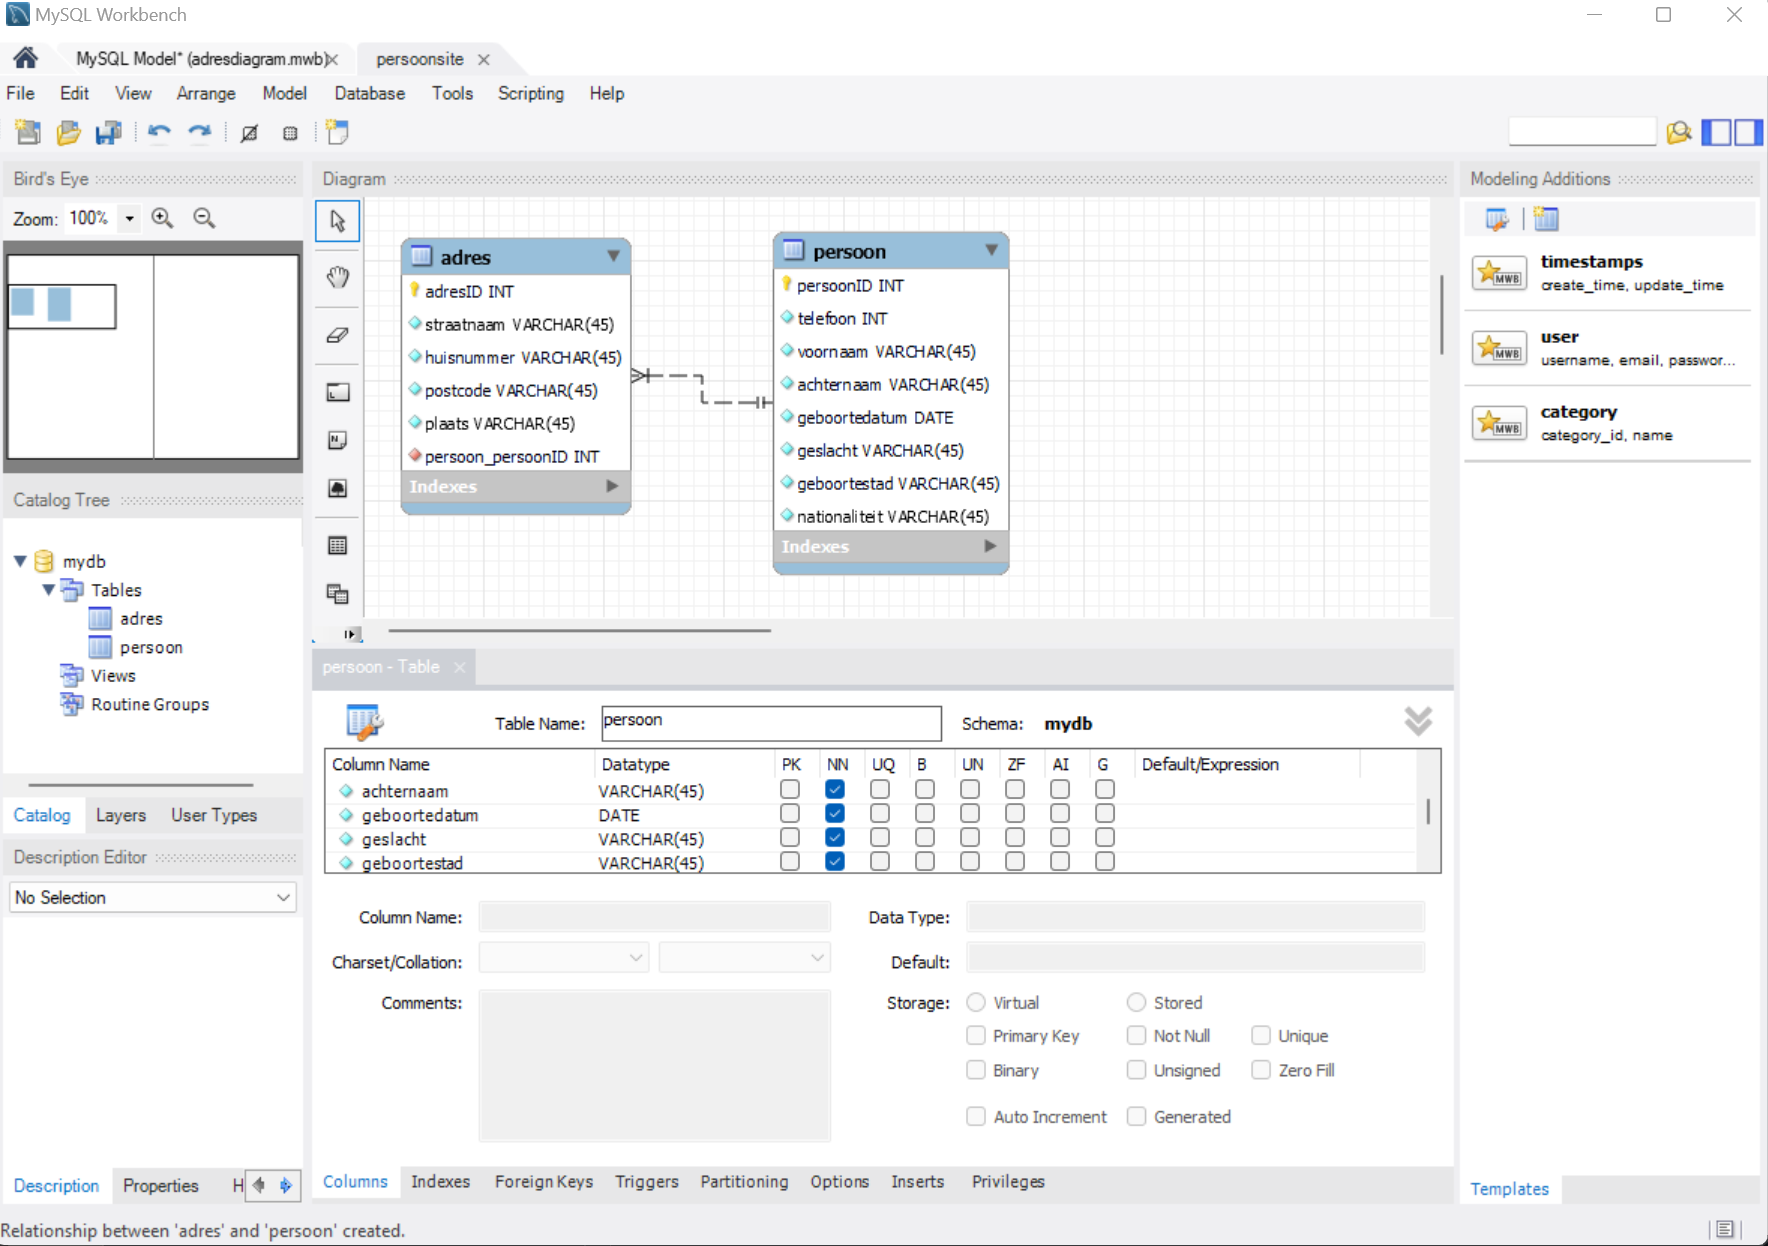 MySQL Workbench
MySQL Model* (adresdiagram.mwb)
persoonsite
File Edit View Arrange Model Database Tools Scripting Help
Bird's Eye
Zoom: 100%
Catalog Tree
mydb
Tables
adres
persoon
Views
Routine Groups
Catalog Layers User Types
Description Editor
No Selection
Description Properties H
Diagram
adres
adresID INT
straatnaam VARCHAR(45)
huisnummer VARCHAR(45)
postcode VARCHAR(45)
plaats VARCHAR(45)
persoon_persoonID INT
Indexes
persoon
persoonID INT
telefoon INT
voornaam VARCHAR(45)
achternaam VARCHAR(45)
geboortedatum DATE
geslacht VARCHAR(45)
geboortestad VARCHAR(45)
nationaliteit VARCHAR(45)
Indexes
persoon - Table
Table Name: persoon Schema: mydb
Column Name Datatype PK NN UQ B UN ZF AI G Default/Expression
achternaam VARCHAR(45)
geboortedatum DATE
geslacht VARCHAR(45)
geboortestad VARCHAR(45)
Column Name: Data Type:
Charset/Collation: Default:
Comments: Storage: Virtual Stored
Primary Key Not Null Unique
Binary Unsigned Zero Fill
Auto Increment Generated
Columns Indexes Foreign Keys Triggers Partitioning Options Inserts Privileges
Modeling Additions
MWB
timestamps
create_time, update_time
MWB
user
username, email, passwor...
MWB
category
category_id, name
Templates
Relationship between 'adres' and 'persoon' created.